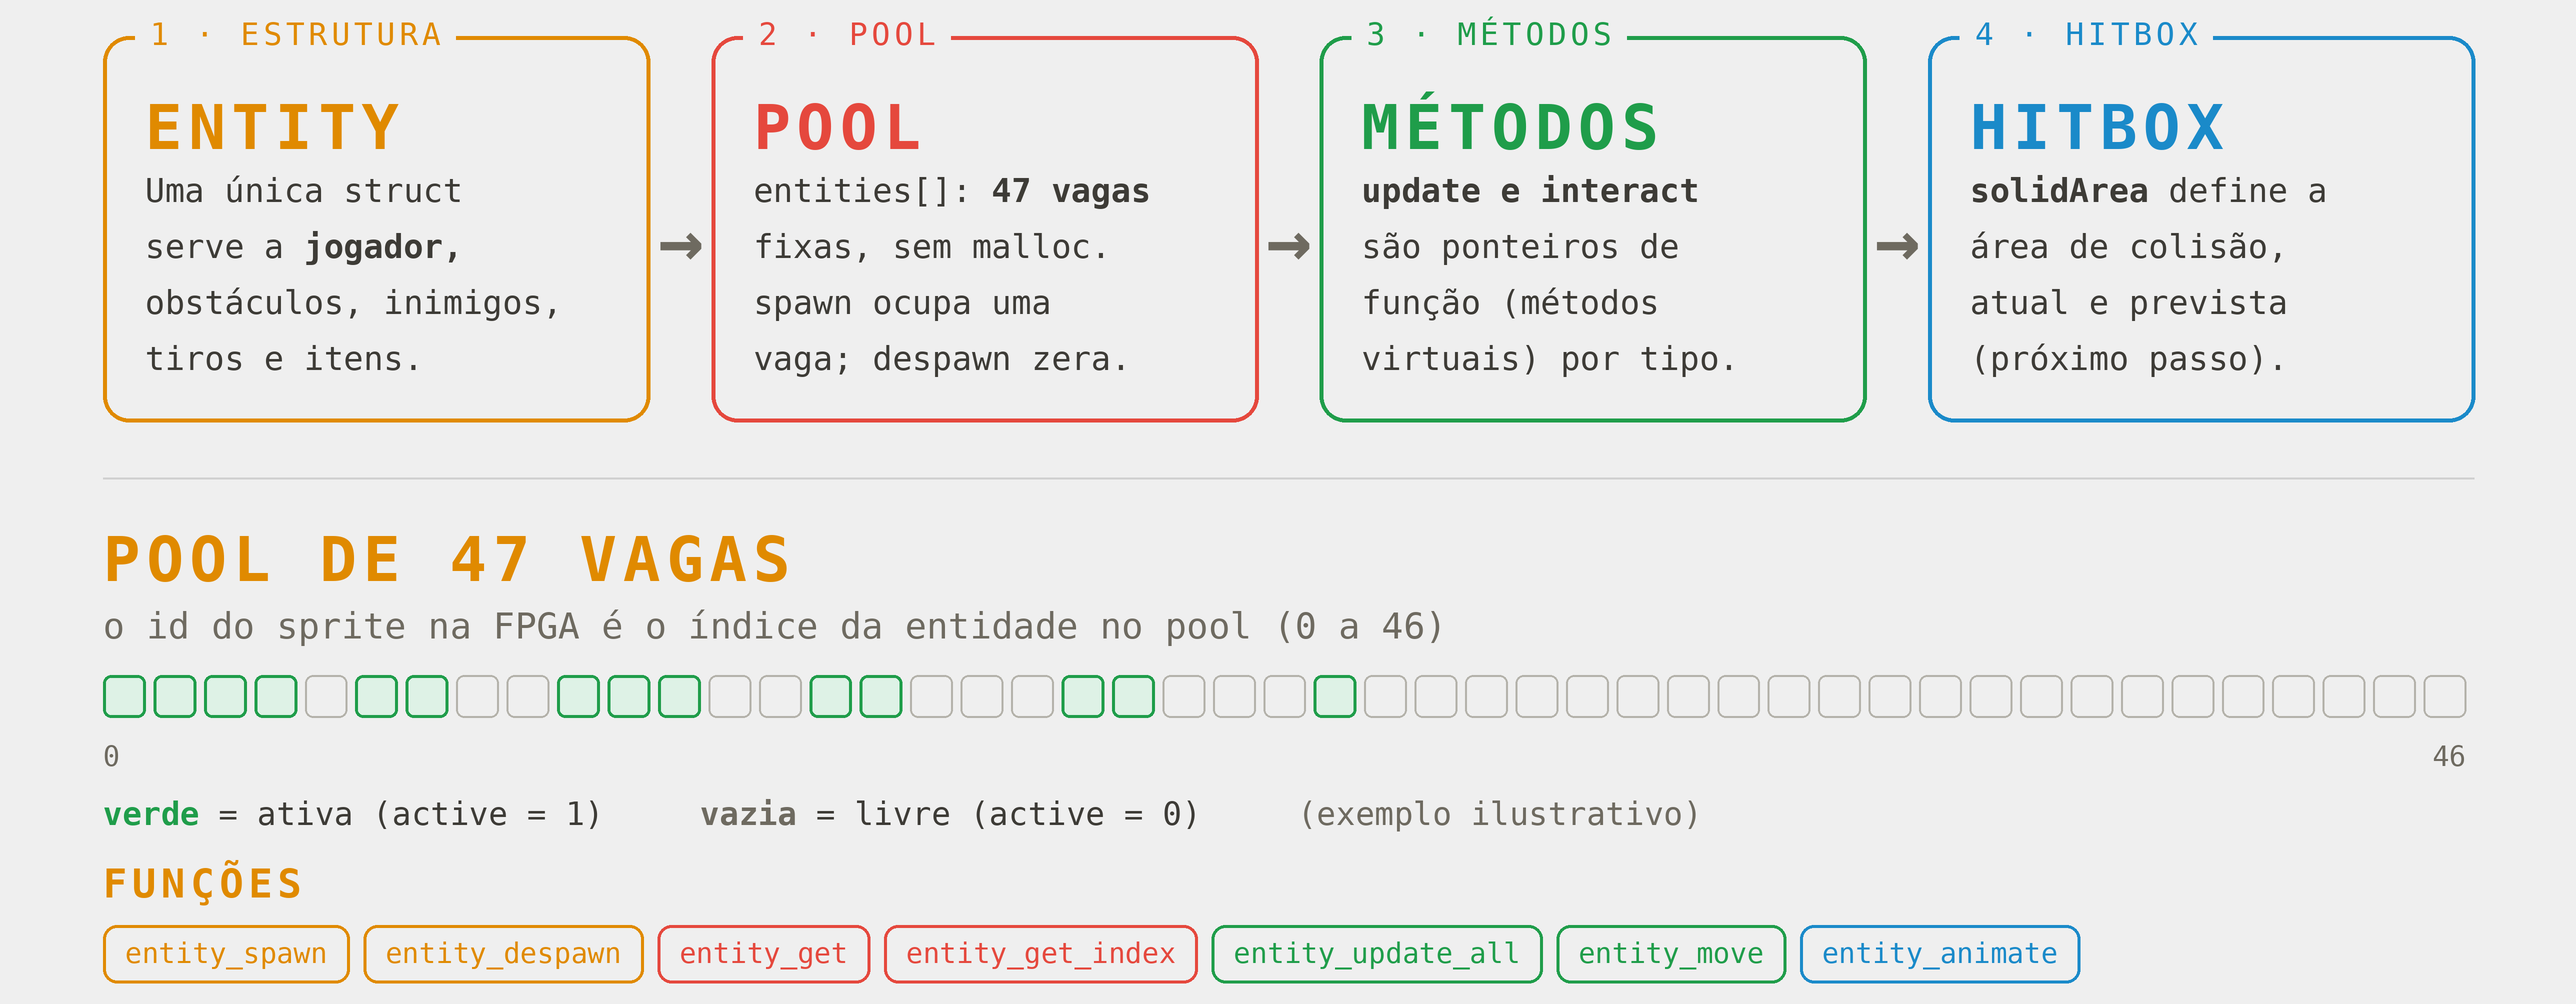 1 · ESTRUTURA
ENTITY
Uma única struct
serve a jogador,
obstáculos, inimigos,
tiros e itens.
→
2 · POOL
POOL
entities[]: 47 vagas
fixas, sem malloc.
spawn ocupa uma
vaga; despawn zera.
→
3 · MÉTODOS
MÉTODOS
update e interact
são ponteiros de
função (métodos
virtuais) por tipo.
→
4 · HITBOX
HITBOX
solidArea define a
área de colisão,
atual e prevista
(próximo passo).
POOL DE 47 VAGAS
o id do sprite na FPGA é o índice da entidade no pool (0 a 46)
0 46
verde = ativa (active = 1) vazia = livre (active = 0) (exemplo ilustrativo)
FUNÇÕES
entity_spawn entity_despawn entity_get entity_get_index entity_update_all entity_move entity_animate